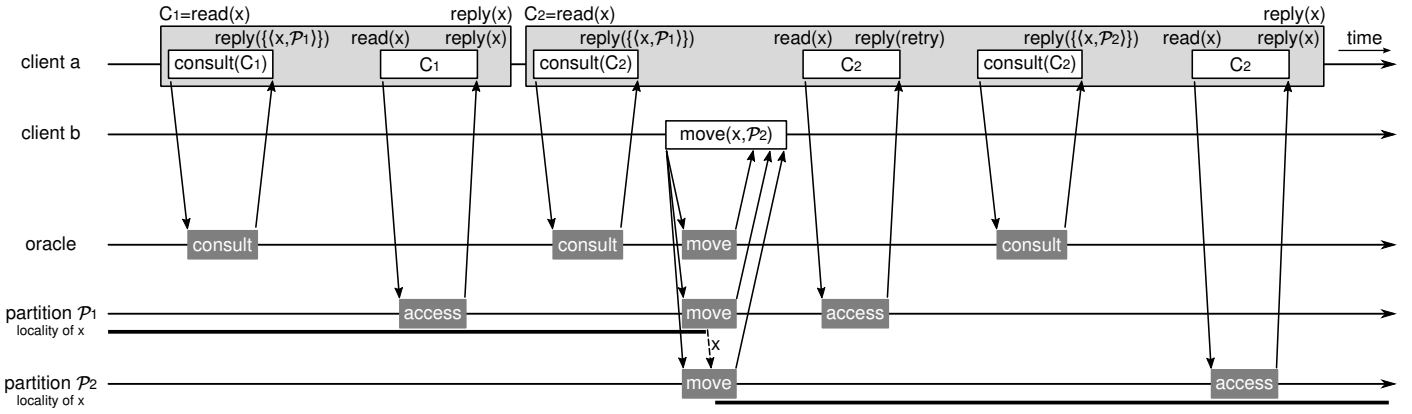 C1=read(x) reply(x) C2=read(x) reply(x)
reply({⟨x,𝒫1⟩}) read(x) reply(x) reply({⟨x,𝒫1⟩}) read(x) reply(retry) reply({⟨x,𝒫2⟩}) read(x) reply(x) time
client a consult(C1) C1 consult(C2) C2 consult(C2) C2
client b move(x,𝒫2)
oracle consult consult move consult
partition 𝒫1 access move access
locality of x
x
partition 𝒫2 move access
locality of x